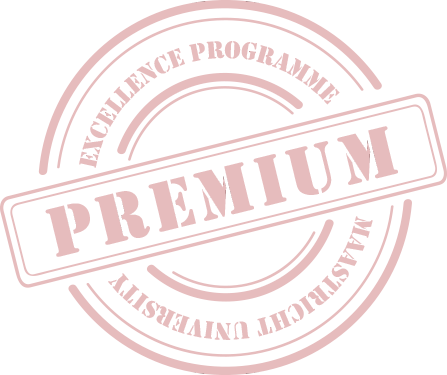 EXCELLENCE PROGRAMME
PREMIUM
MAASTRICHT UNIVERSITY